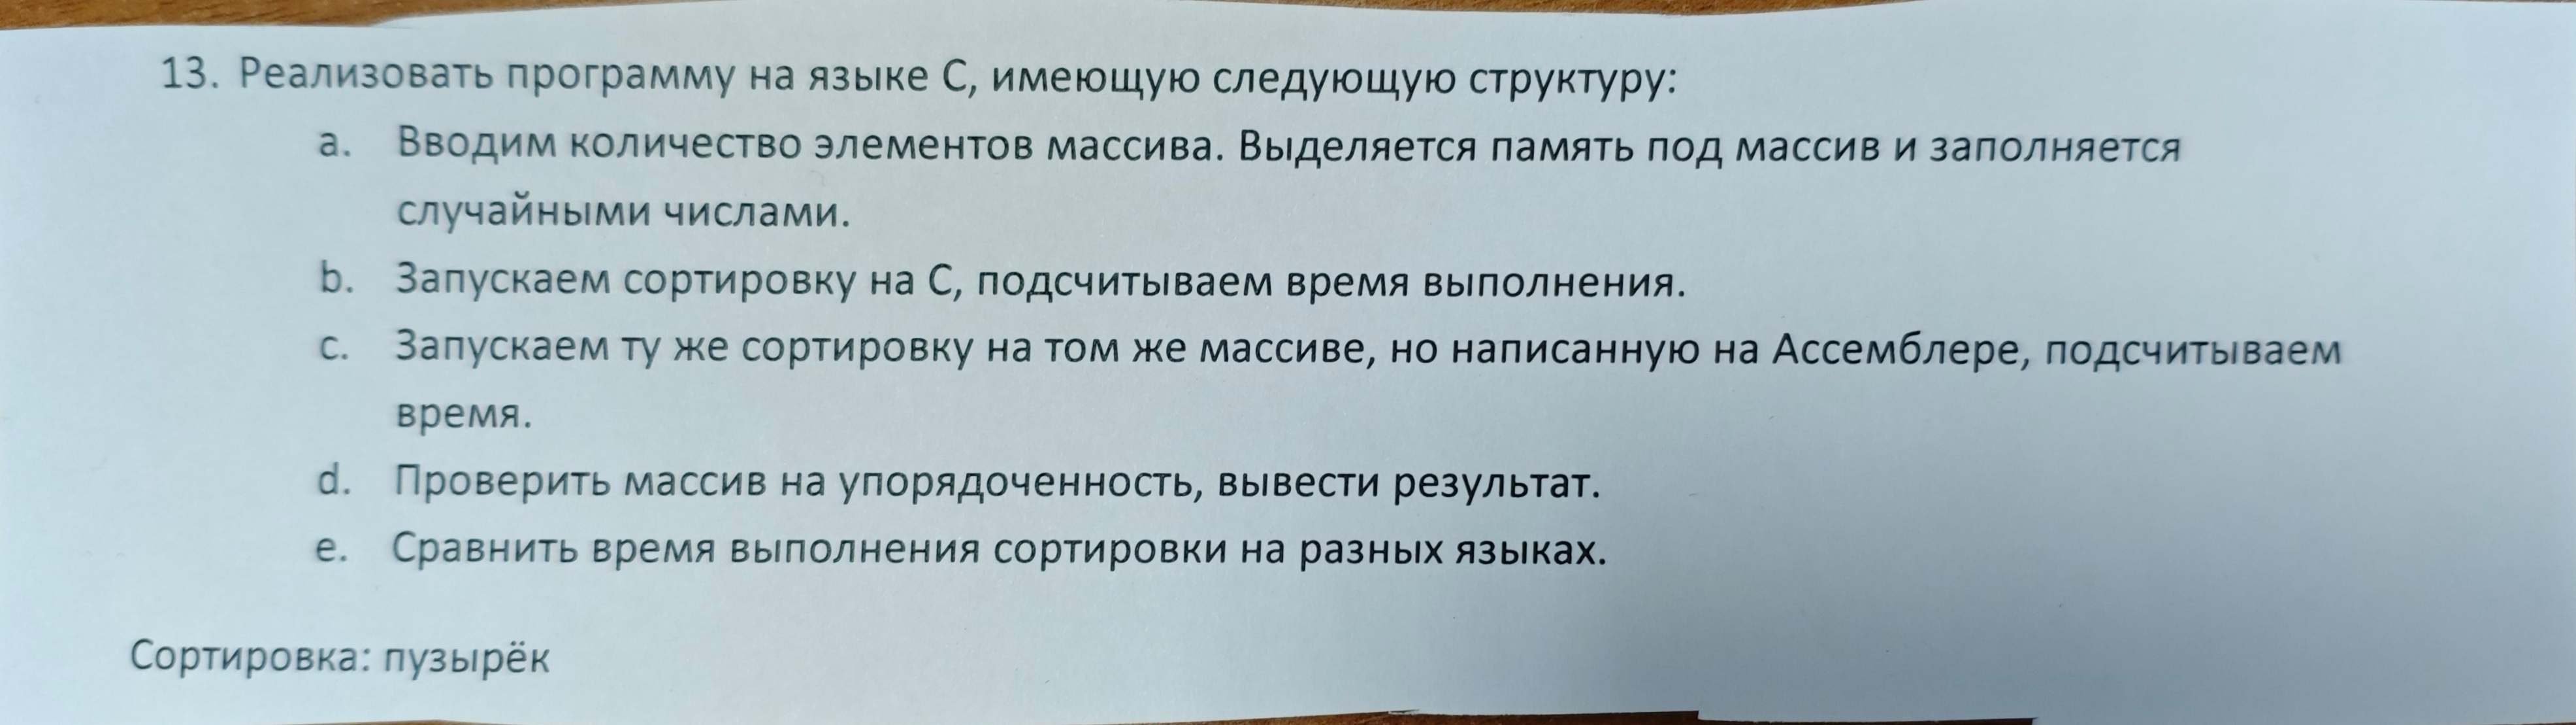 13. Реализовать программу на языке C, имеющую следующую структуру:
a. Вводим количество элементов массива. Выделяется память под массив и заполняется
случайными числами.
b. Запускаем сортировку на C, подсчитываем время выполнения.
c. Запускаем ту же сортировку на том же массиве, но написанную на Ассемблере, подсчитываем
время.
d. Проверить массив на упорядоченность, вывести результат.
e. Сравнить время выполнения сортировки на разных языках.
Сортировка: пузырёк